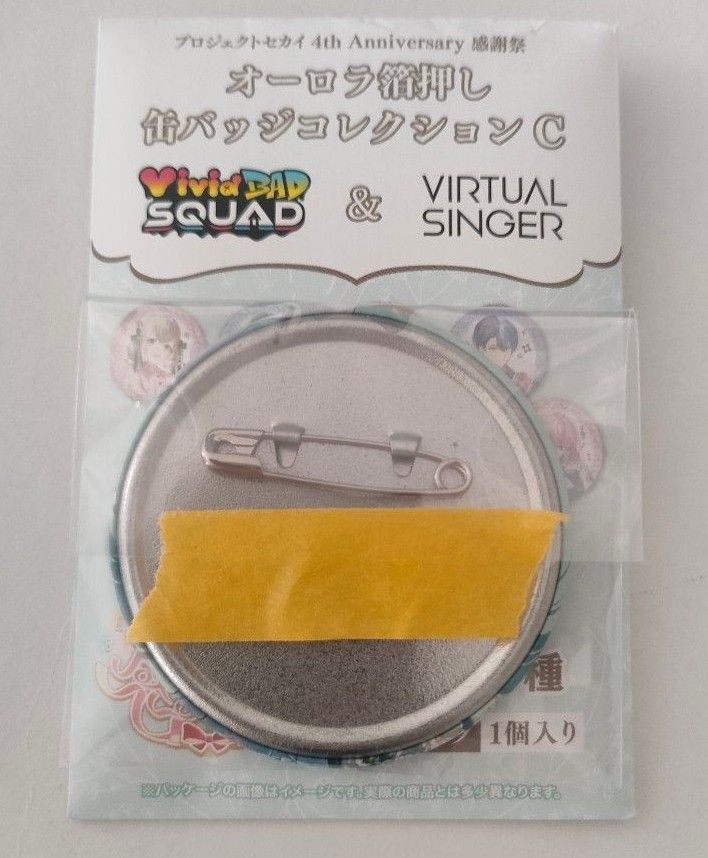 プロジェクトセカイ 4th Anniversary 感謝祭
オーロラ箔押し
缶バッジコレクション C
Vivid BAD
SQUAD
&
VIRTUAL
SINGER
種
1個入り
※パッケージの画像はイメージです。実際の商品とは多少異なります。